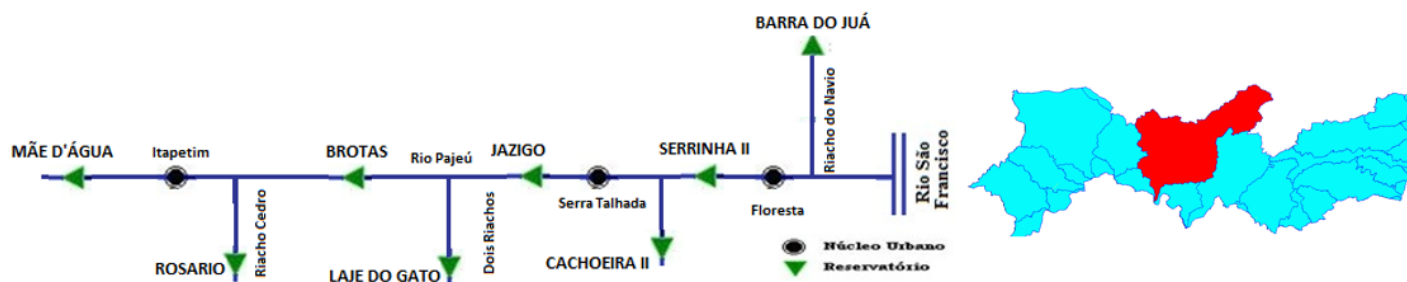 BARRA DO JUÁ
Riacho do Navio
MÃE D'ÁGUA
Itapetim
BROTAS
Rio Pajeú
JAZIGO
SERRINHA II
Rio São
Francisco
Serra Talhada
Floresta
Riacho Cedro
Dois Riachos
ROSARIO
LAJE DO GATO
CACHOEIRA II
Núcleo Urbano
Reservatório